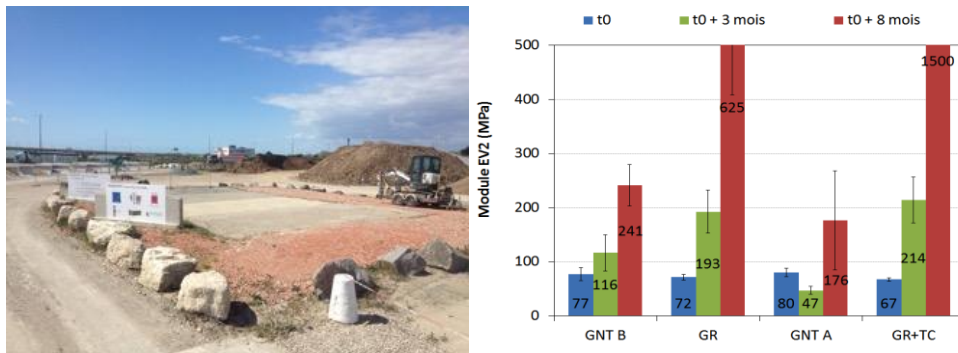 t0 t0 + 3 mois t0 + 8 mois
Module EV2 (MPa)
500
400
300
200
100
0
77 116 241
72 193 625
80 47 176
67 214 1500
GNT B GR GNT A GR+TC